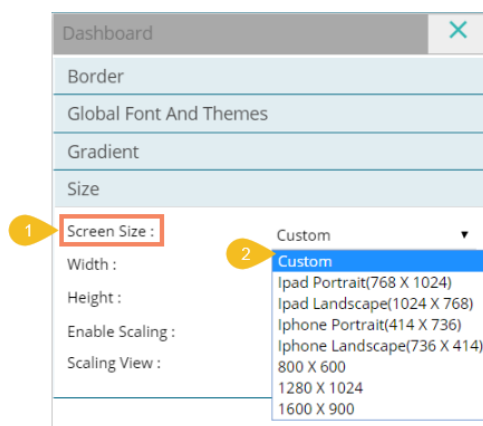 Dashboard
Border
Global Font And Themes
Gradient
Size
1 Screen Size : Custom
2 Custom
Width :
Ipad Portrait(768 X 1024)
Ipad Landscape(1024 X 768)
Height :
Iphone Portrait(414 X 736)
Enable Scaling :
Iphone Landscape(736 X 414)
Scaling View :
800 X 600
1280 X 1024
1600 X 900